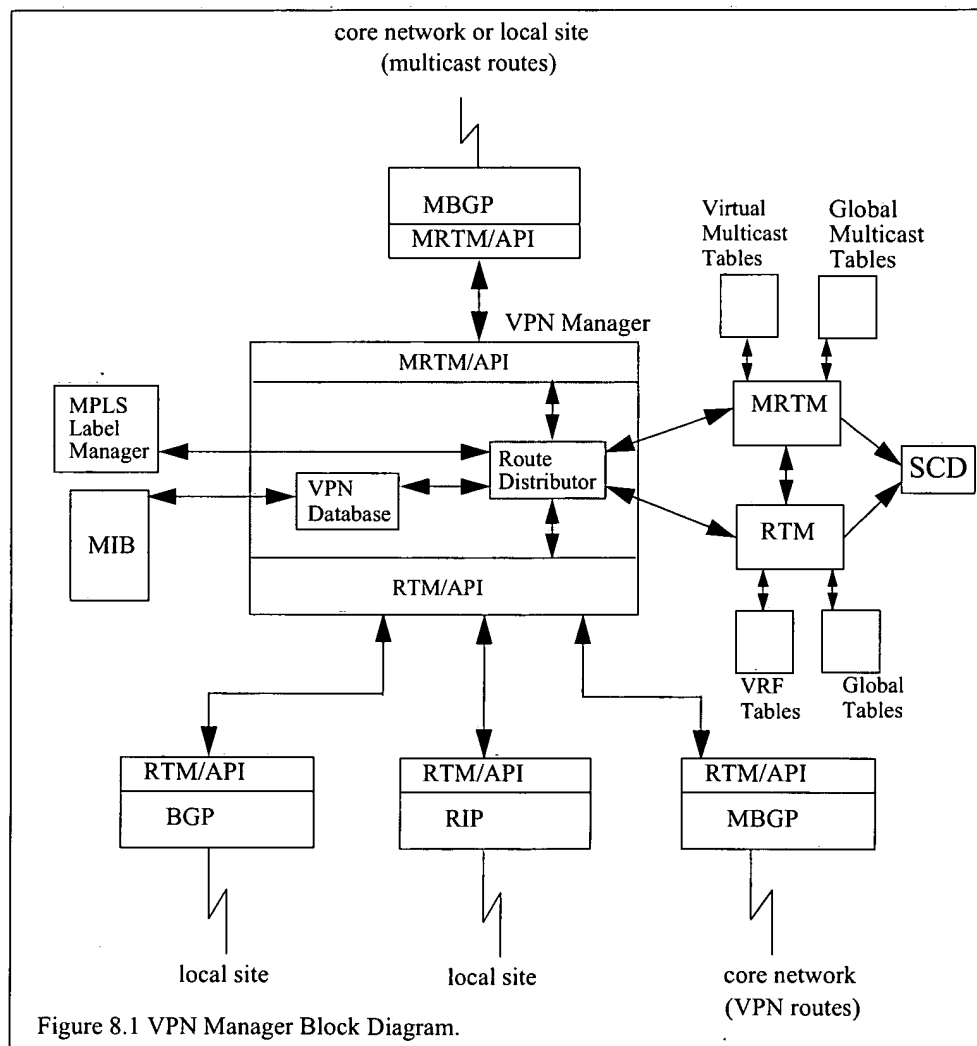 core network or local site
(multicast routes)
MBGP
MRTM/API
Virtual
Multicast
Tables
Global
Multicast
Tables
VPN Manager
MRTM/API
MPLS
Label
Manager
MIB
VPN
Database
Route
Distributor
MRTM
SCD
RTM
RTM/API
VRF
Tables
Global
Tables
RTM/API
BGP
RTM/API
RIP
RTM/API
MBGP
local site
local site
core network
(VPN routes)
Figure 8.1 VPN Manager Block Diagram.